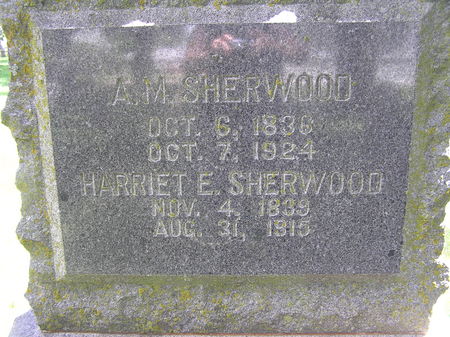 A.M. SHERWOOD
OCT. 6, 1836
OCT. 7, 1924
HARRIET E. SHERWOOD
NOV. 4, 1839
AUG. 31, 1915